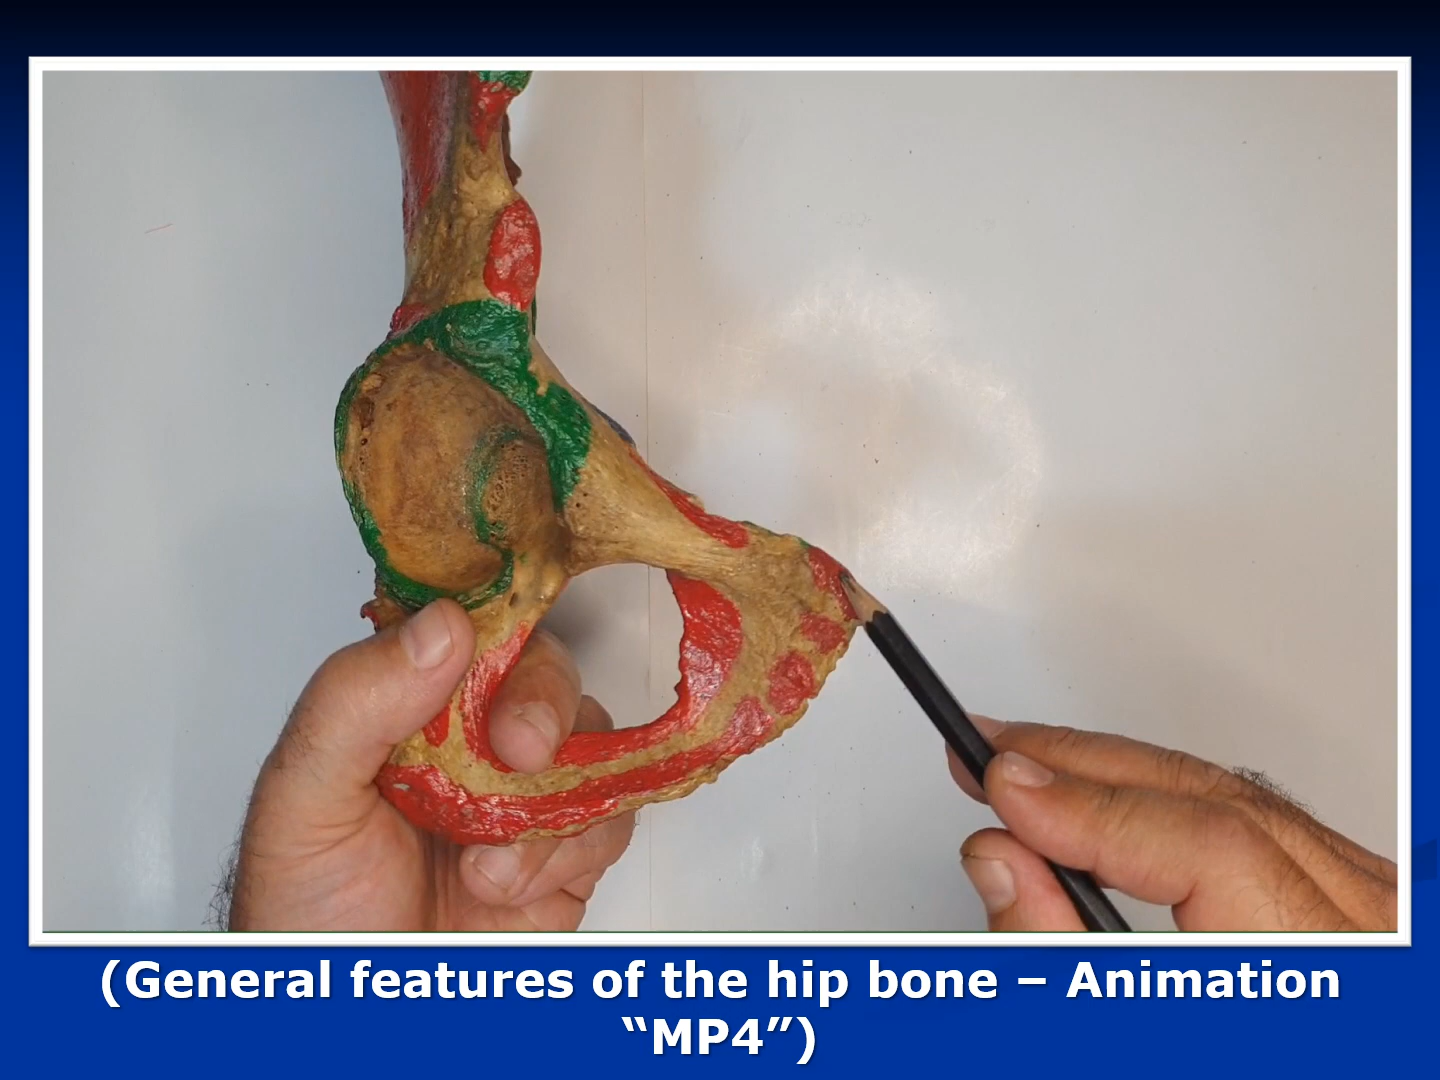 (General features of the hip bone – Animation
“MP4”)